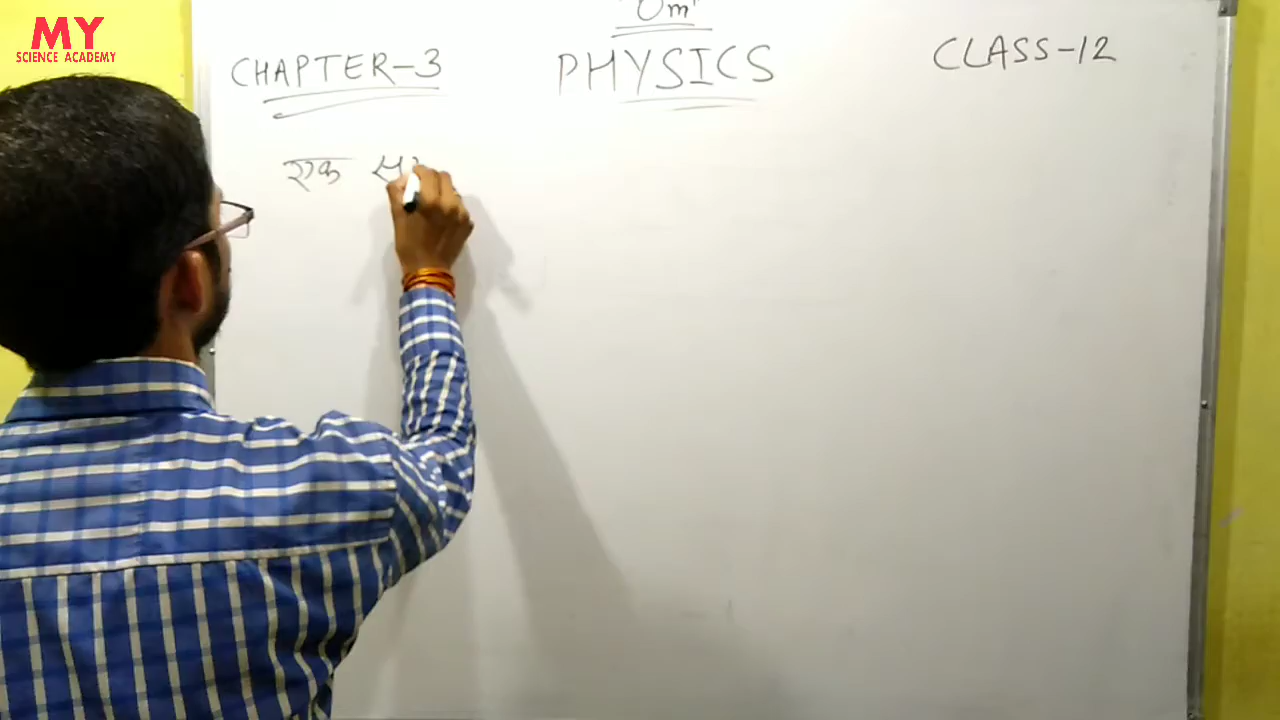 MY
SCIENCE ACADEMY
"Om"
CHAPTER-3 PHYSICS CLASS-12
एक